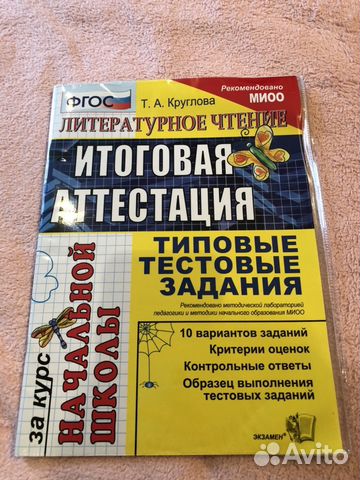 ФГОС
Т. А. Круглова
Рекомендовано
МИОО
ЛИТЕРАТУРНОЕ ЧТЕНИЕ
ИТОГОВАЯ
АТТЕСТАЦИЯ
за курс
НАЧАЛЬНОЙ
ШКОЛЫ
ТИПОВЫЕ
ТЕСТОВЫЕ
ЗАДАНИЯ
Рекомендовано методической лабораторией
педагогики и методики начального образования МИОО
10 вариантов заданий
Критерии оценок
Контрольные ответы
Образец выполнения
тестовых заданий
ЭКЗАМЕН
Avito